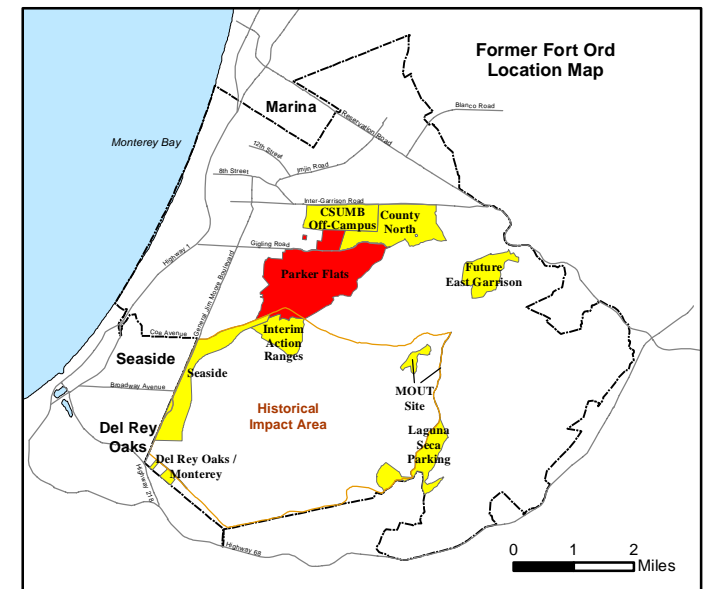 Former Fort Ord
Location Map
Marina
Blanco Road
Reservation Road
Monterey Bay
12th Street
Imjin Road
8th Street
Inter-Garrison Road
CSUMB
Off-Campus
County
North
Gigling Road
Highway 1
General Jim Moore Boulevard
Parker Flats
Future
East Garrison
Coe Avenue
Interim
Action
Ranges
Seaside
Seaside
Broadway Avenue
MOUT
Site
Historical
Impact Area
Del Rey
Oaks
Laguna
Seca
Parking
Del Rey Oaks /
Monterey
Highway 218
Highway 68
0 1 2
Miles